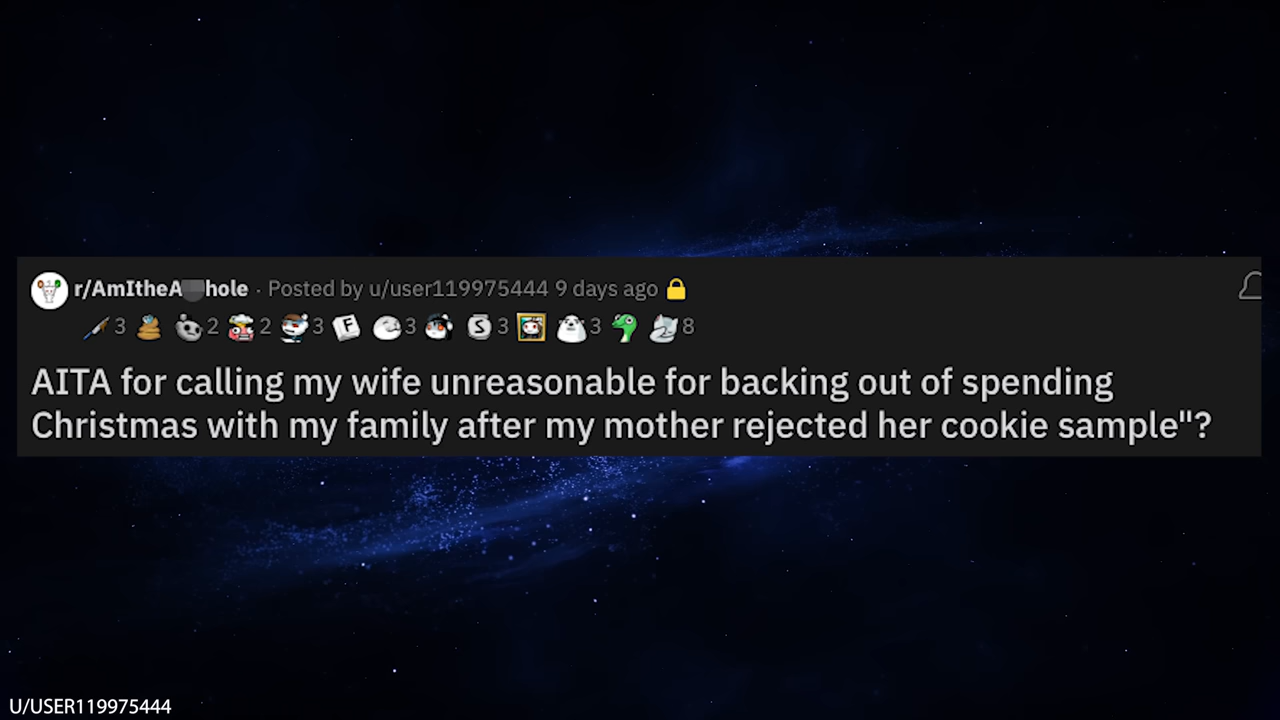 r/AmItheA hole · Posted by u/user119975444 9 days ago
3 2 2 3 F 3 S 3 3 8
AITA for calling my wife unreasonable for backing out of spending
Christmas with my family after my mother rejected her cookie sample"?
U/USER119975444